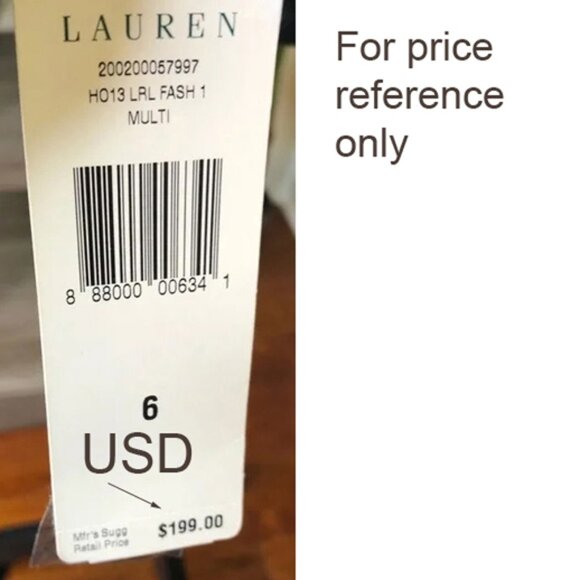 LAUREN
200200057997
HO13 LRL FASH 1
MULTI
8 88000 00634 1
6
USD
Mfr's Sugg
Retail Price
$199.00
For price
reference
only